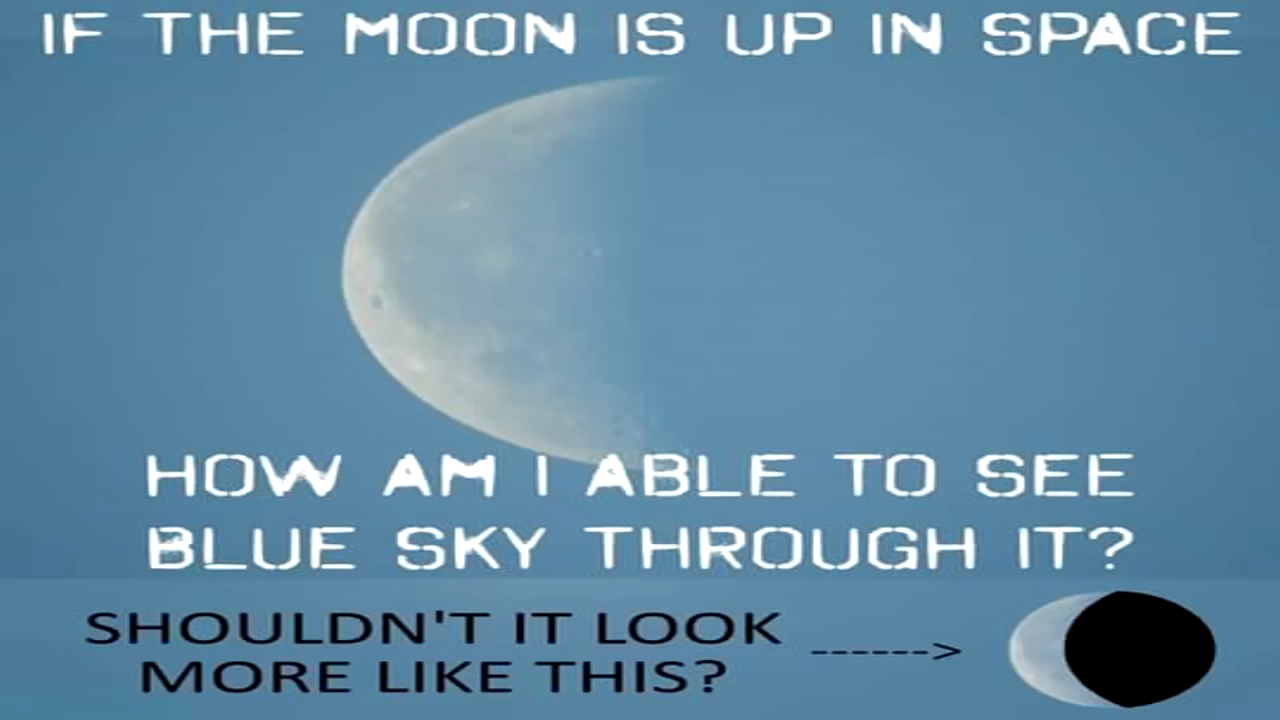 IF THE MOON IS UP IN SPACE
HOW AM I ABLE TO SEE
BLUE SKY THROUGH IT?
SHOULDN'T IT LOOK
MORE LIKE THIS? ------>